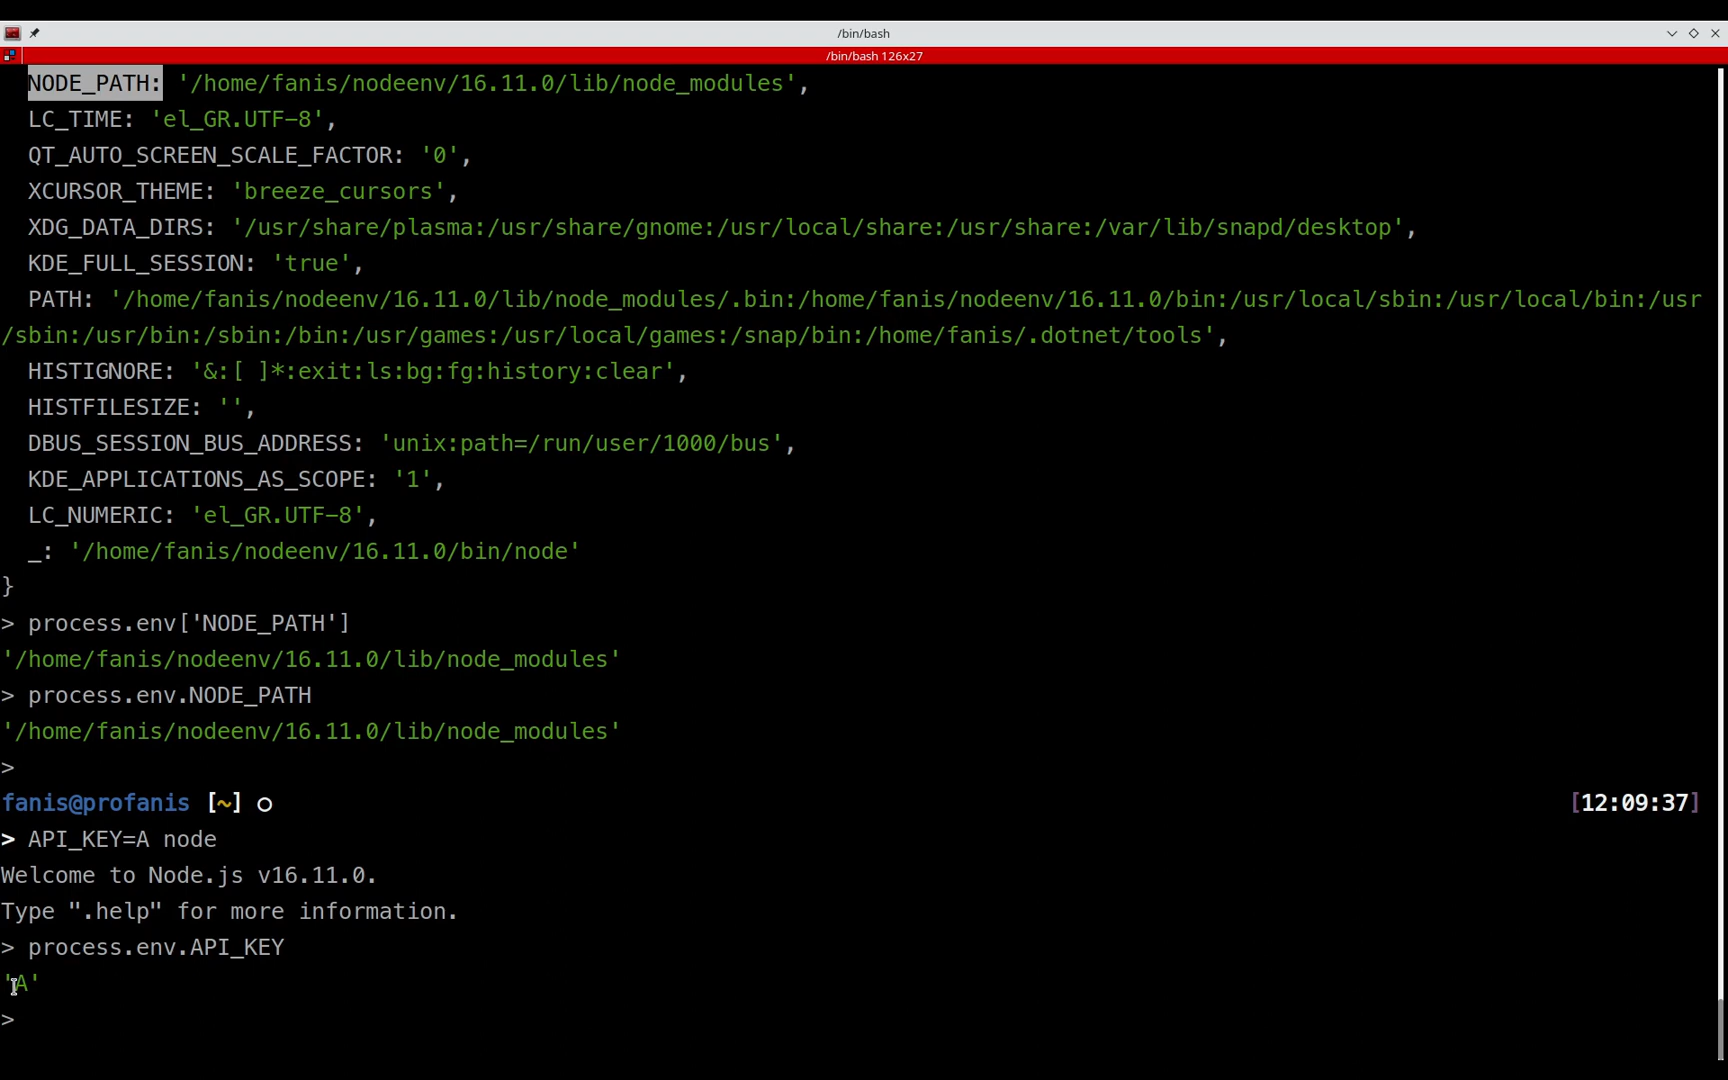 /bin/bash
/bin/bash 126x27
NODE_PATH: '/home/fanis/nodeenv/16.11.0/lib/node_modules',
LC_TIME: 'el_GR.UTF-8',
QT_AUTO_SCREEN_SCALE_FACTOR: '0',
XCURSOR_THEME: 'breeze_cursors',
XDG_DATA_DIRS: '/usr/share/plasma:/usr/share/gnome:/usr/local/share:/usr/share:/var/lib/snapd/desktop',
KDE_FULL_SESSION: 'true',
PATH: '/home/fanis/nodeenv/16.11.0/lib/node_modules/.bin:/home/fanis/nodeenv/16.11.0/bin:/usr/local/sbin:/usr/local/bin:/usr
/sbin:/usr/bin:/sbin:/bin:/usr/games:/usr/local/games:/snap/bin:/home/fanis/.dotnet/tools',
HISTIGNORE: '&:[ ]*:exit:ls:bg:fg:history:clear',
HISTFILESIZE: '',
DBUS_SESSION_BUS_ADDRESS: 'unix:path=/run/user/1000/bus',
KDE_APPLICATIONS_AS_SCOPE: '1',
LC_NUMERIC: 'el_GR.UTF-8',
_: '/home/fanis/nodeenv/16.11.0/bin/node'
}
> process.env['NODE_PATH']
'/home/fanis/nodeenv/16.11.0/lib/node_modules'
> process.env.NODE_PATH
'/home/fanis/nodeenv/16.11.0/lib/node_modules'
>
fanis@profanis [~] ○ [12:09:37]
> API_KEY=A node
Welcome to Node.js v16.11.0.
Type ".help" for more information.
> process.env.API_KEY
'A'
>